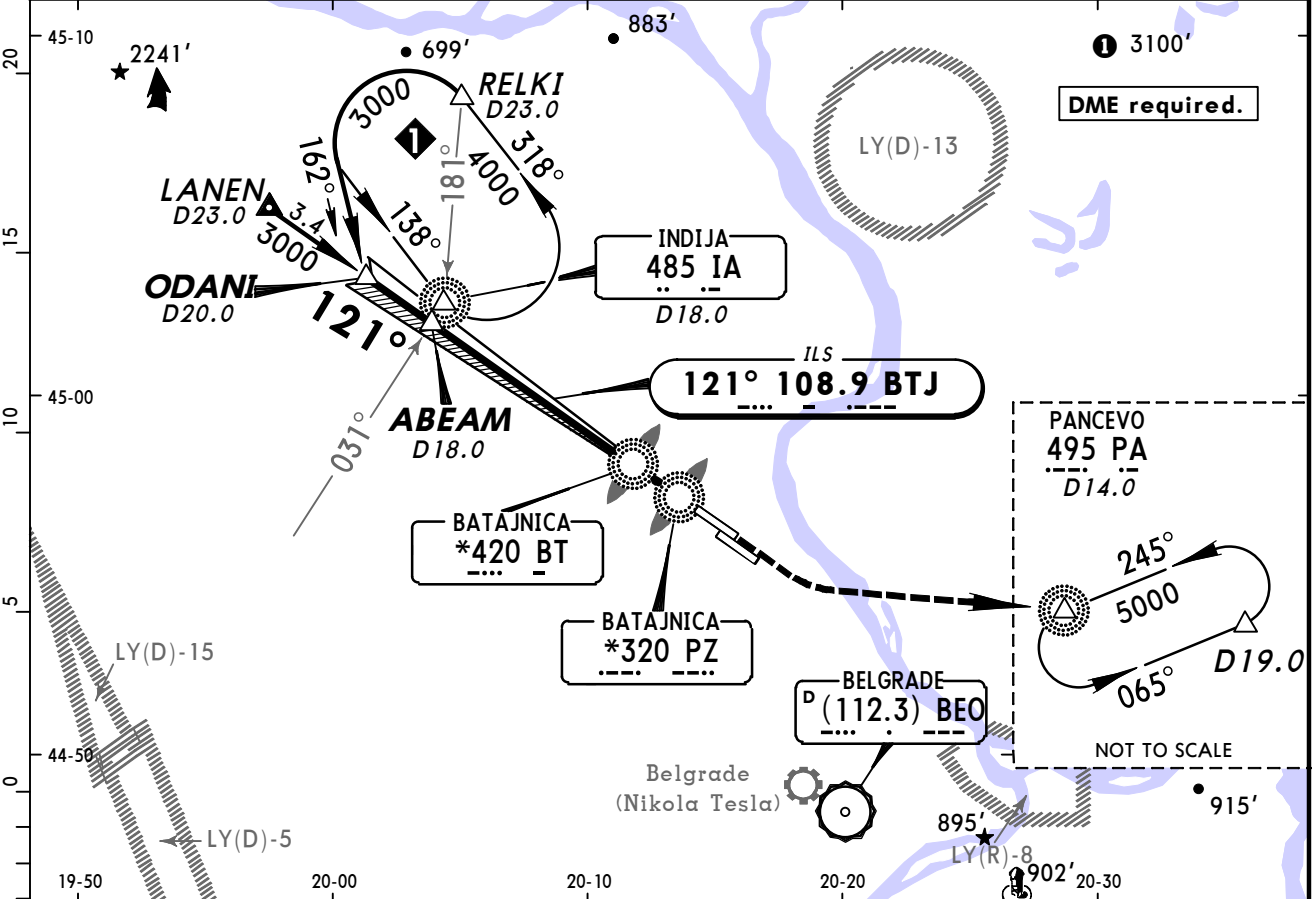 45-10
2241'
699'
883'
❶ 3100'
20
DME required.
RELKI
D23.0
3000
1
318°
4000
181°
162°
138°
LY(D)-13
LANEN
D23.0
3.4
3000
15
INDIJA
485 IA
D18.0
ODANI
D20.0
121°
ILS
121° 108.9 BTJ
45-00
10
ABEAM
D18.0
031°
PANCEVO
495 PA
D14.0
BATAJNICA
*420 BT
245°
5000
065°
D19.0
NOT TO SCALE
5
BATAJNICA
*320 PZ
LY(D)-15
BELGRADE
D (112.3) BEO
44-50
0
Belgrade
(Nikola Tesla)
LY(D)-5
895'
915'
LY(R)-8
902'
19-50
20-00
20-10
20-20
20-30